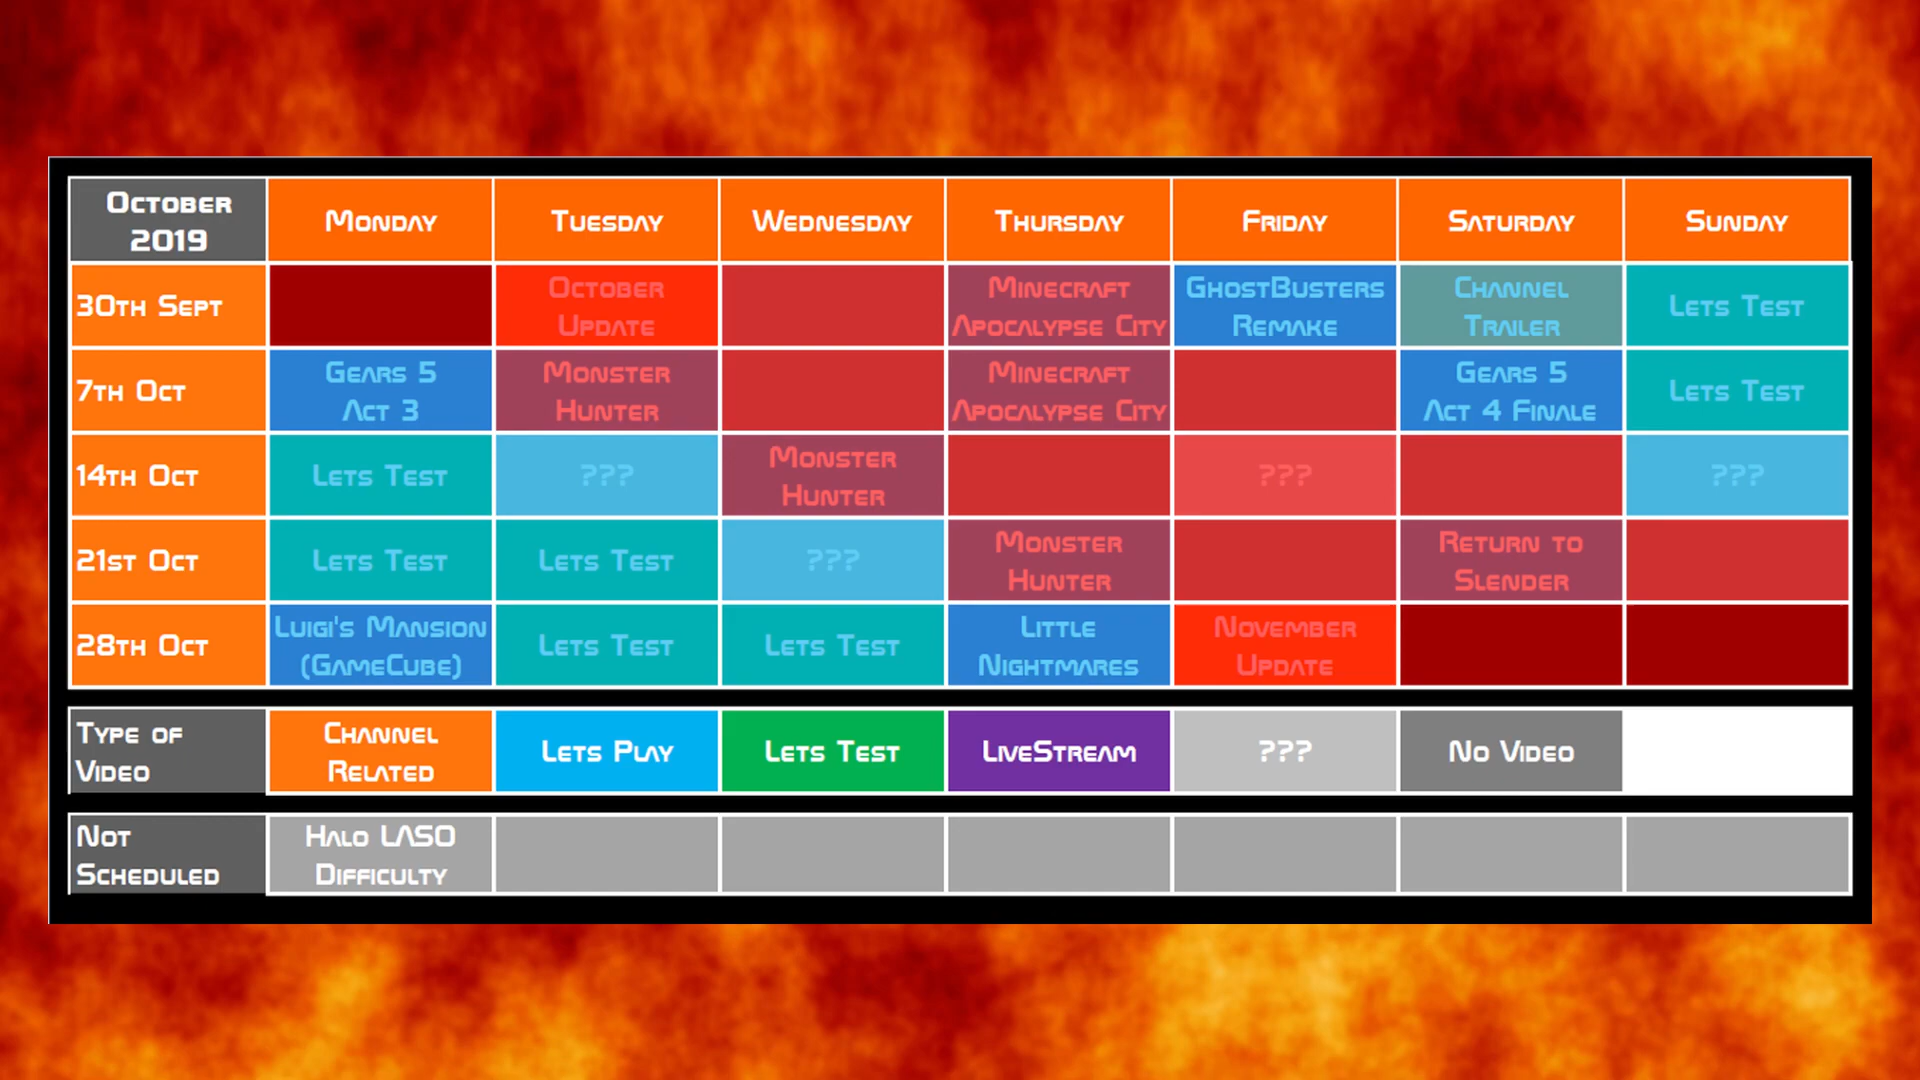 October
2019
Monday
Tuesday
Wednesday
Thursday
Friday
Saturday
Sunday
30th Sept
October
Update
Minecraft
Apocalypse City
GhostBusters
Remake
Channel
Trailer
Lets Test
7th Oct
Gears 5
Act 3
Monster
Hunter
Minecraft
Apocalypse City
Gears 5
Act 4 Finale
Lets Test
14th Oct
Lets Test
???
Monster
Hunter
???
???
21st Oct
Lets Test
Lets Test
???
Monster
Hunter
Return to
Slender
28th Oct
Luigi's Mansion
(GameCube)
Lets Test
Lets Test
Little
Nightmares
November
Update
Type of
Video
Channel
Related
Lets Play
Lets Test
LiveStream
???
No Video
Not
Scheduled
Halo LASO
Difficulty